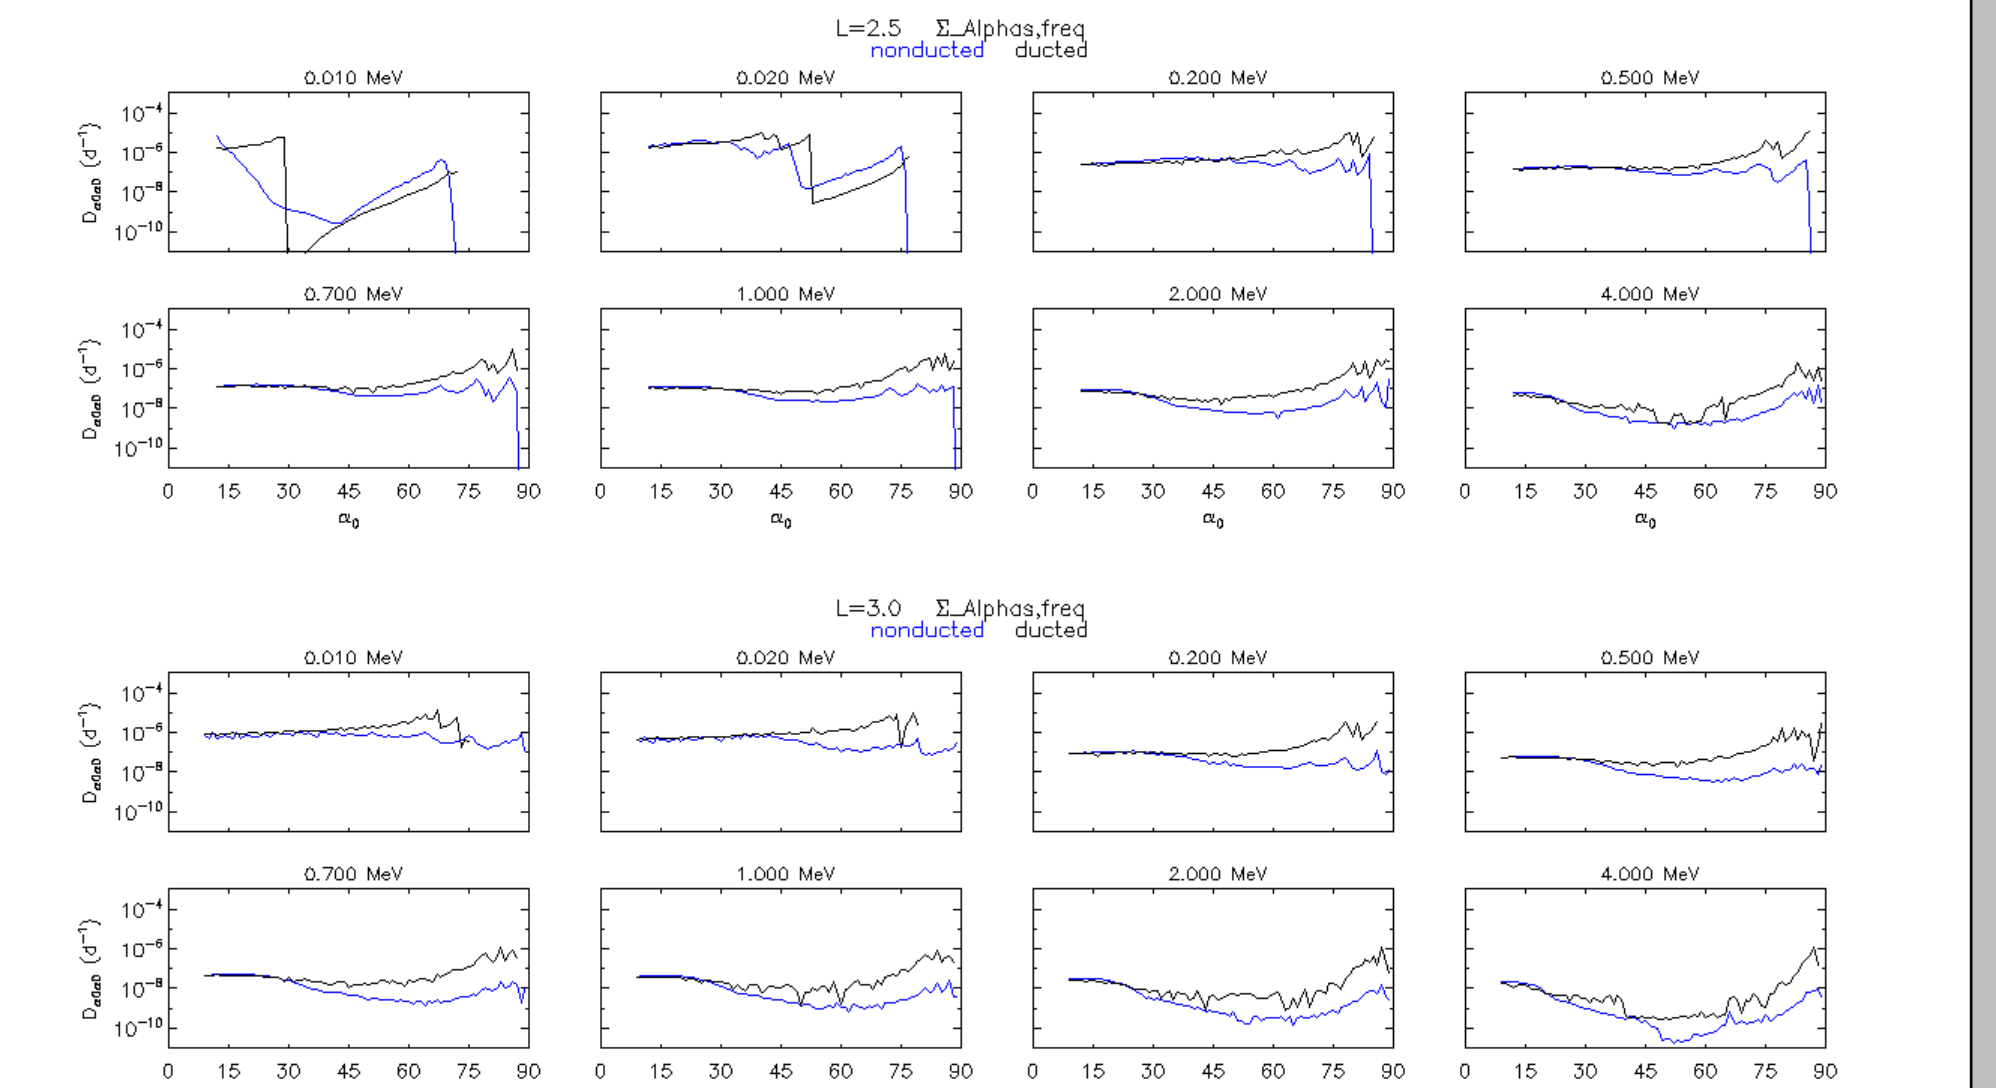 L=2.5 Σ_Alphas,freq
nonducted ducted
0.010 MeV 0.020 MeV 0.200 MeV 0.500 MeV
10⁻⁴
10⁻⁶
10⁻⁸
10⁻¹⁰
D_α0α0 (d⁻¹)
0.700 MeV 1.000 MeV 2.000 MeV 4.000 MeV
10⁻⁴
10⁻⁶
10⁻⁸
10⁻¹⁰
D_α0α0 (d⁻¹)
0 15 30 45 60 75 90 0 15 30 45 60 75 90 0 15 30 45 60 75 90 0 15 30 45 60 75 90
α₀ α₀ α₀ α₀
L=3.0 Σ_Alphas,freq
nonducted ducted
0.010 MeV 0.020 MeV 0.200 MeV 0.500 MeV
10⁻⁴
10⁻⁶
10⁻⁸
10⁻¹⁰
D_α0α0 (d⁻¹)
0.700 MeV 1.000 MeV 2.000 MeV 4.000 MeV
10⁻⁴
10⁻⁶
10⁻⁸
10⁻¹⁰
D_α0α0 (d⁻¹)
0 15 30 45 60 75 90 0 15 30 45 60 75 90 0 15 30 45 60 75 90 0 15 30 45 60 75 90